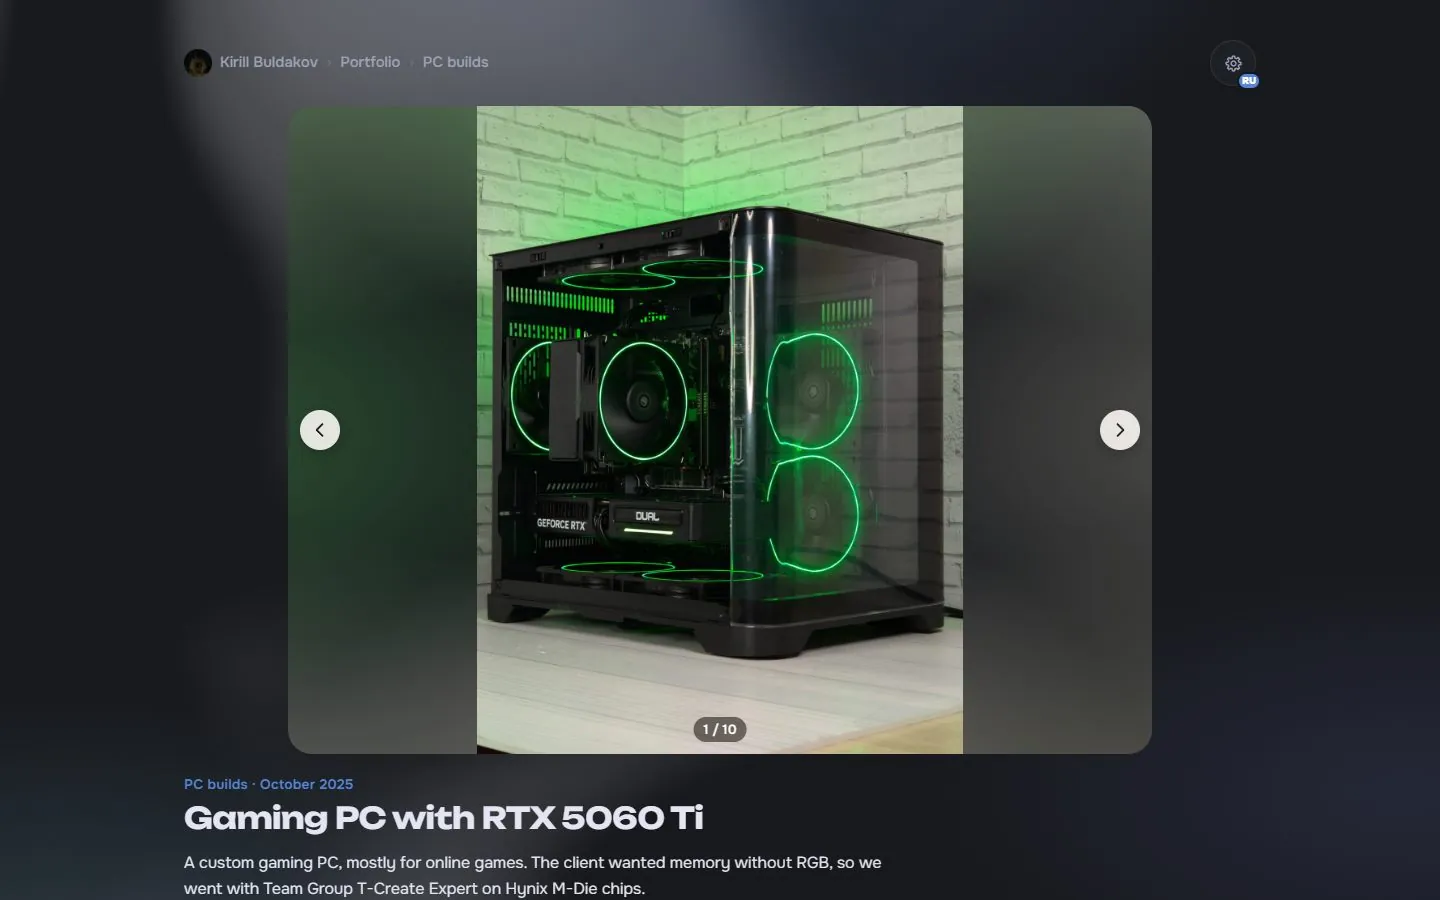 Kirill Buldakov › Portfolio › PC builds
RU
GEFORCE RTX
DUAL
1 / 10
PC builds · October 2025
Gaming PC with RTX 5060 Ti
A custom gaming PC, mostly for online games. The client wanted memory without RGB, so we
went with Team Group T-Create Expert on Hynix M-Die chips.